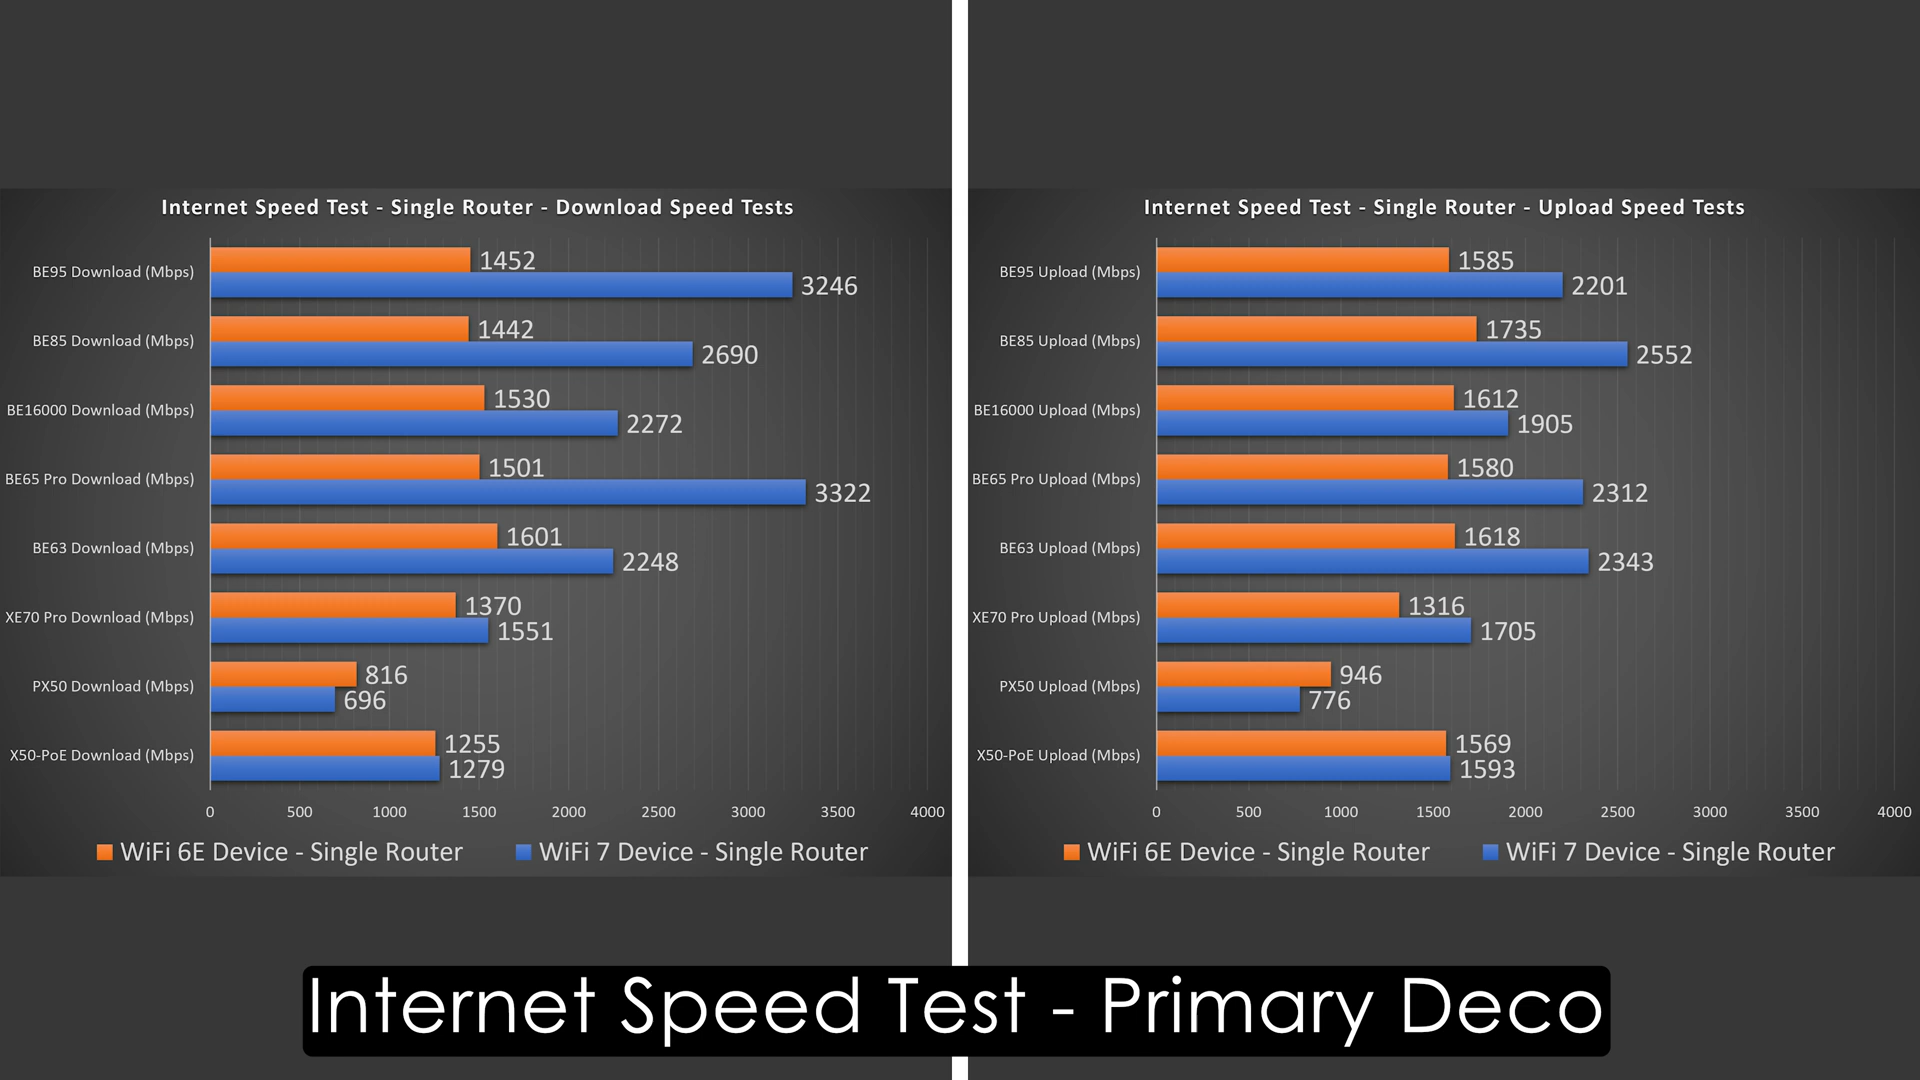 Internet Speed Test - Single Router - Download Speed Tests
BE95 Download (Mbps)
1452
3246
BE85 Download (Mbps)
1442
2690
BE16000 Download (Mbps)
1530
2272
BE65 Pro Download (Mbps)
1501
3322
BE63 Download (Mbps)
1601
2248
XE70 Pro Download (Mbps)
1370
1551
PX50 Download (Mbps)
816
696
X50-PoE Download (Mbps)
1255
1279
0 500 1000 1500 2000 2500 3000 3500 4000
WiFi 6E Device - Single Router WiFi 7 Device - Single Router
Internet Speed Test - Single Router - Upload Speed Tests
BE95 Upload (Mbps)
1585
2201
BE85 Upload (Mbps)
1735
2552
BE16000 Upload (Mbps)
1612
1905
BE65 Pro Upload (Mbps)
1580
2312
BE63 Upload (Mbps)
1618
2343
XE70 Pro Upload (Mbps)
1316
1705
PX50 Upload (Mbps)
946
776
X50-PoE Upload (Mbps)
1569
1593
0 500 1000 1500 2000 2500 3000 3500 4000
WiFi 6E Device - Single Router WiFi 7 Device - Single Router
Internet Speed Test - Primary Deco